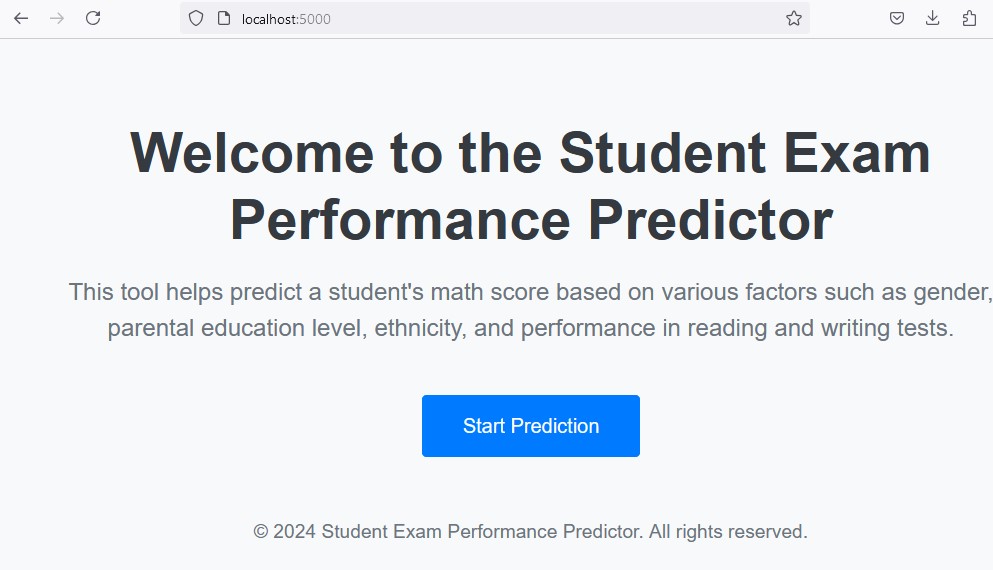 localhost:5000
Welcome to the Student Exam
Performance Predictor
This tool helps predict a student's math score based on various factors such as gender,
parental education level, ethnicity, and performance in reading and writing tests.
Start Prediction
© 2024 Student Exam Performance Predictor. All rights reserved.